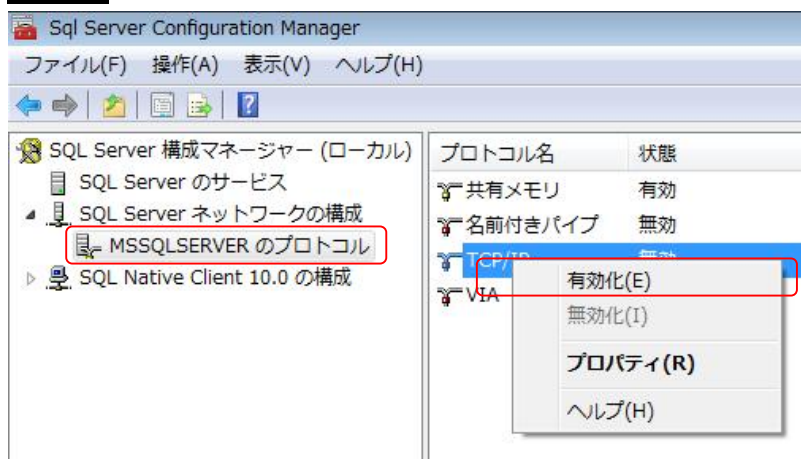 Sql Server Configuration Manager
ファイル(F) 操作(A) 表示(V) ヘルプ(H)
SQL Server 構成マネージャー (ローカル)
SQL Server のサービス
SQL Server ネットワークの構成
MSSQLSERVER のプロトコル
SQL Native Client 10.0 の構成
プロトコル名 状態
共有メモリ 有効
名前付きパイプ 無効
TCP/IP 無効
VIA
有効化(E)
無効化(I)
プロパティ(R)
ヘルプ(H)